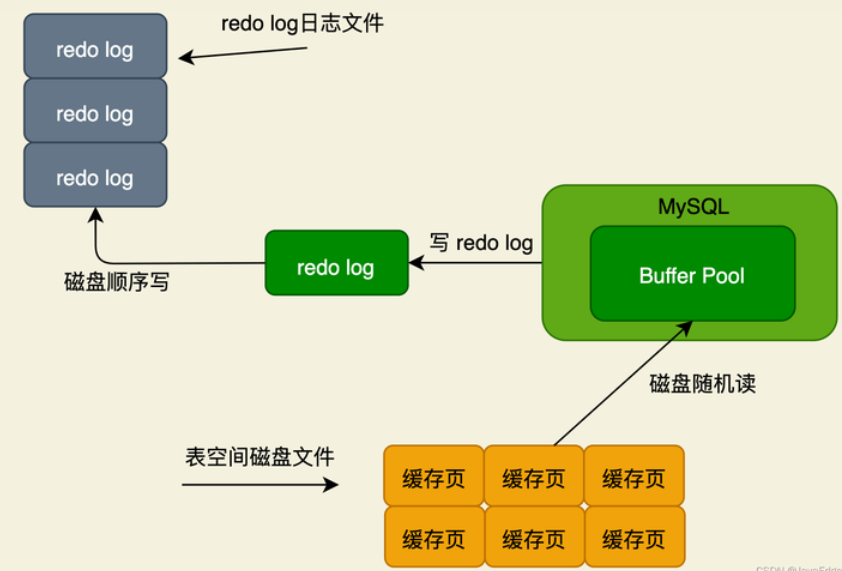 redo log日志文件
redo log
redo log
redo log
MySQL
写 redo log
Buffer Pool
redo log
磁盘顺序写
磁盘随机读
表空间磁盘文件
缓存页 缓存页 缓存页
缓存页 缓存页 缓存页